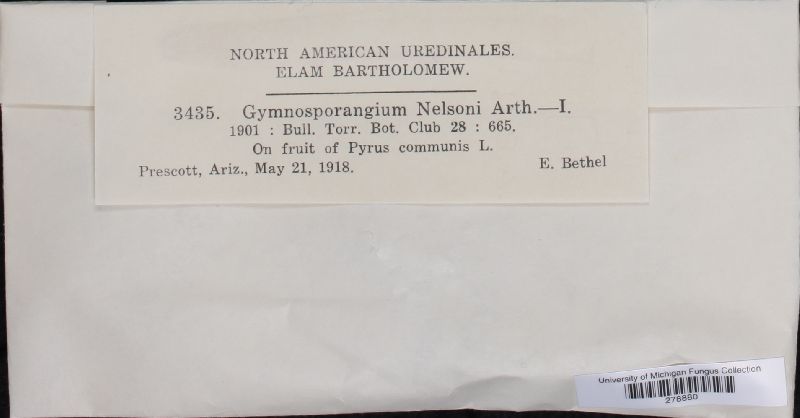 NORTH AMERICAN UREDINALES.
ELAM BARTHOLOMEW.
3435. Gymnosporangium Nelsoni Arth.—I.
1901 : Bull. Torr. Bot. Club 28 : 665.
On fruit of Pyrus communis L.
Prescott, Ariz., May 21, 1918. E. Bethel
University of Michigan Fungus Collection
276880